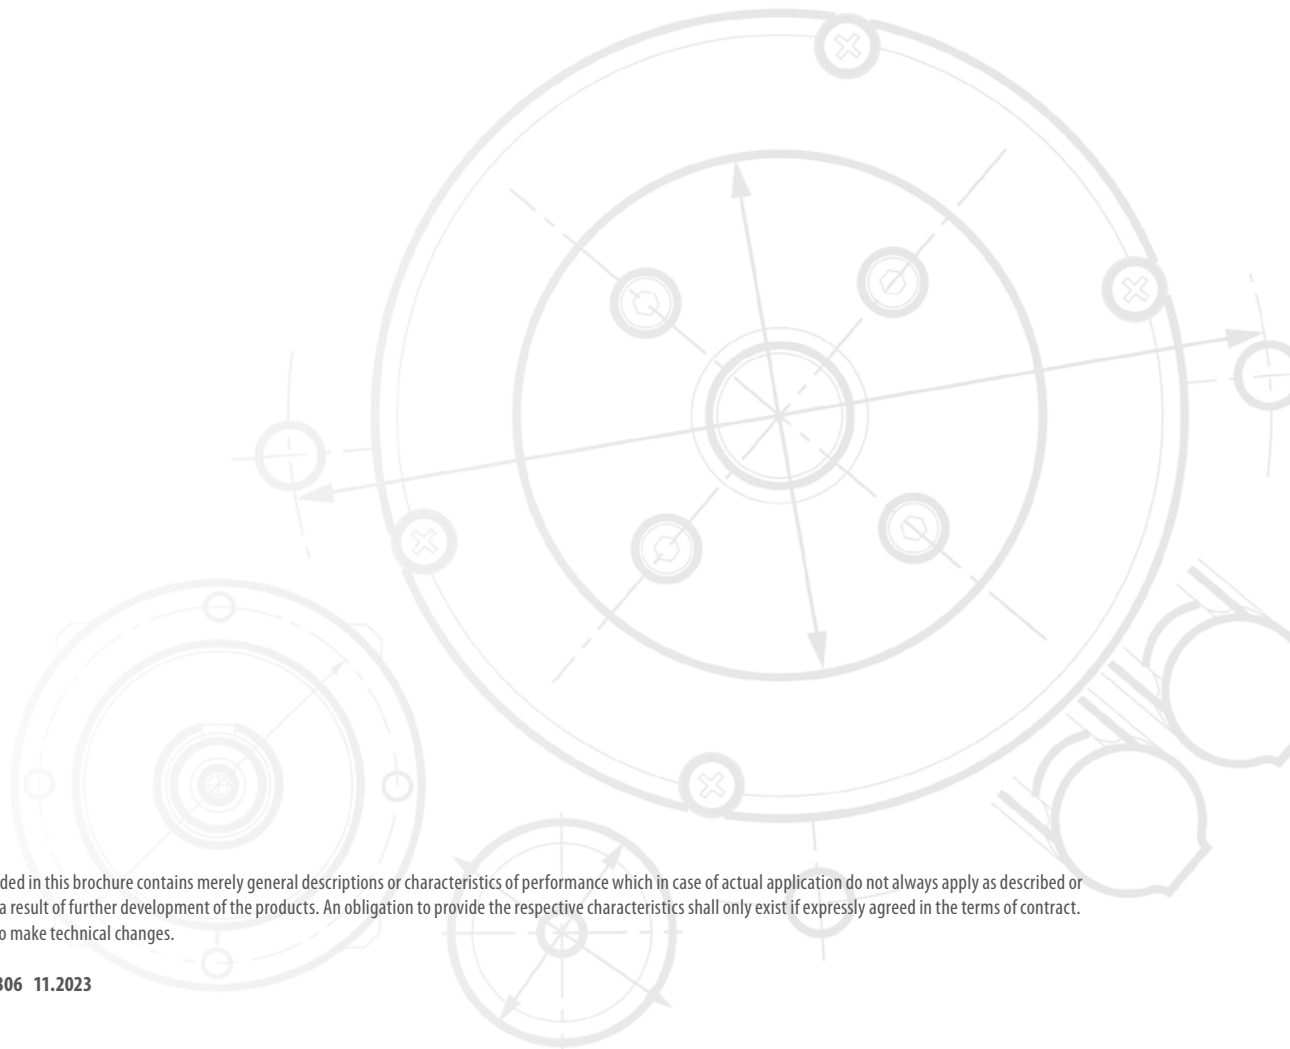 ded in this brochure contains merely general descriptions or characteristics of performance which in case of actual application do not always apply as described or
a result of further development of the products. An obligation to provide the respective characteristics shall only exist if expressly agreed in the terms of contract.
o make technical changes.
306 11.2023